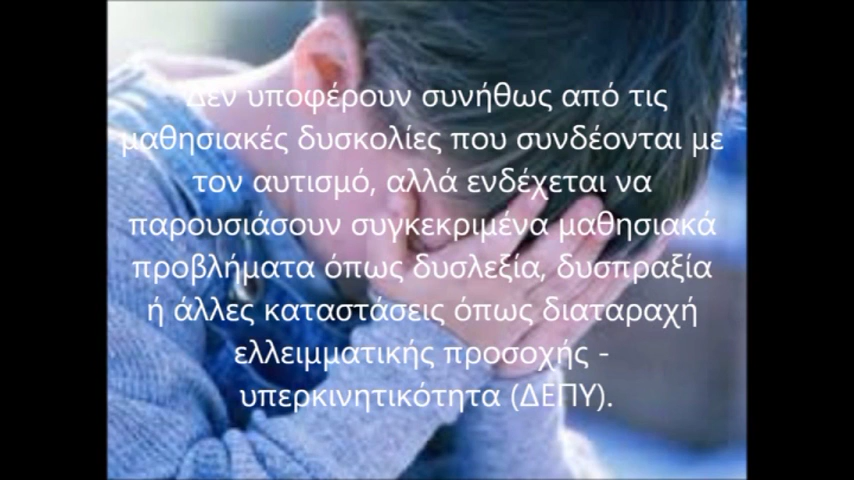 Δεν υποφέρουν συνήθως από τις
μαθησιακές δυσκολίες που συνδέονται με
τον αυτισμό, αλλά ενδέχεται να
παρουσιάσουν συγκεκριμένα μαθησιακά
προβλήματα όπως δυσλεξία, δυσπραξία
ή άλλες καταστάσεις όπως διαταραχή
ελλειμματικής προσοχής -
υπερκινητικότητα (ΔΕΠΥ).